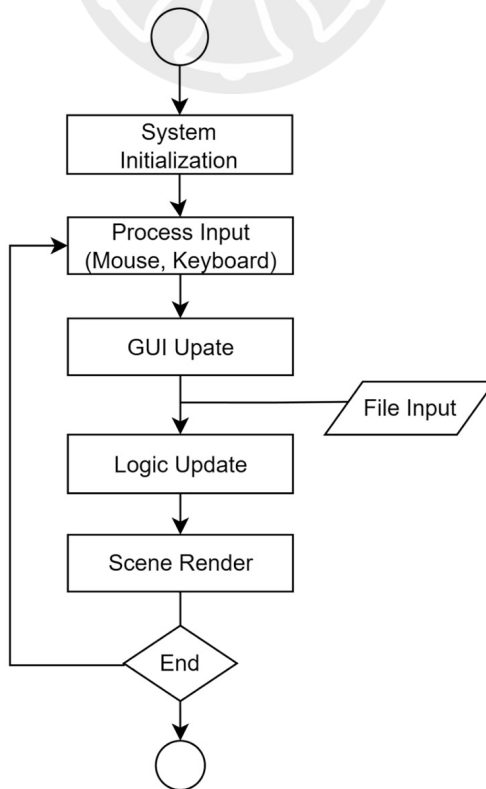 System
Initialization
Process Input
(Mouse, Keyboard)
GUI Upate
File Input
Logic Update
Scene Render
End